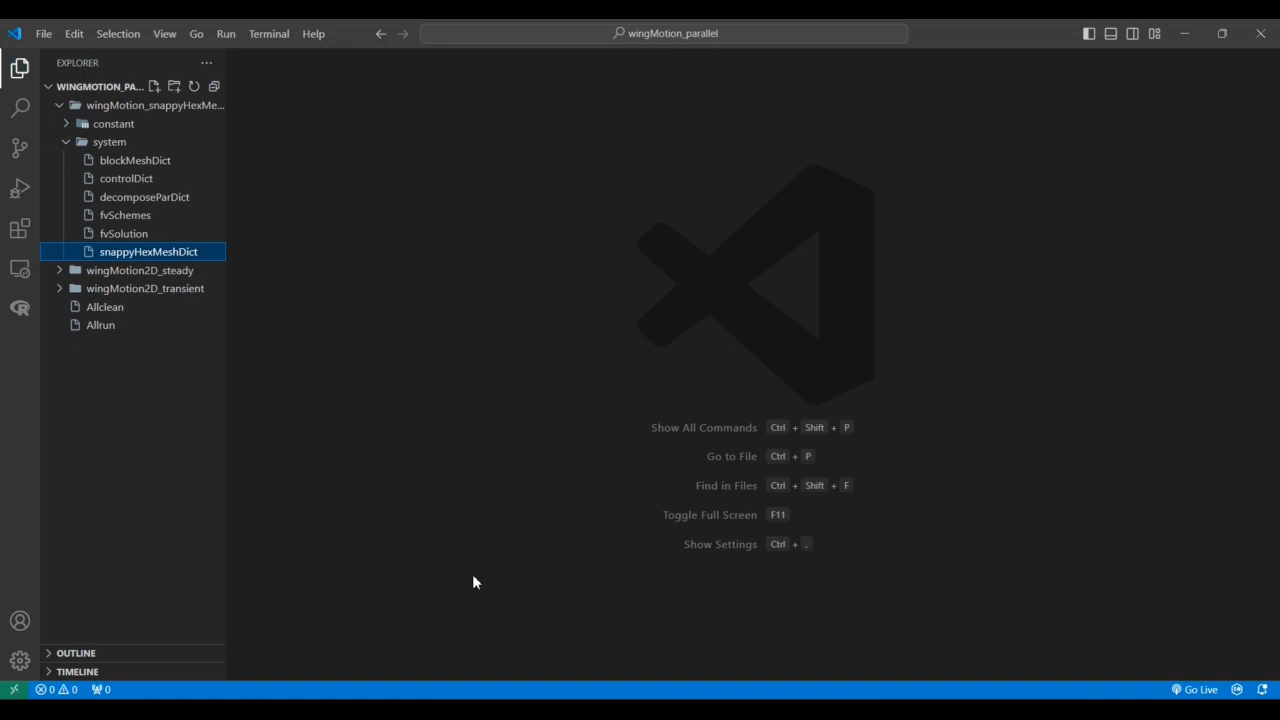 File Edit Selection View Go Run Terminal Help
wingMotion_parallel
EXPLORER
WINGMOTION_PA...
wingMotion_snappyHexMe...
constant
system
blockMeshDict
controlDict
decomposeParDict
fvSchemes
fvSolution
snappyHexMeshDict
wingMotion2D_steady
wingMotion2D_transient
Allclean
Allrun
Show All Commands Ctrl + Shift + P
Go to File Ctrl + P
Find in Files Ctrl + Shift + F
Toggle Full Screen F11
Show Settings Ctrl + .
OUTLINE
TIMELINE
0 0 0 Go Live